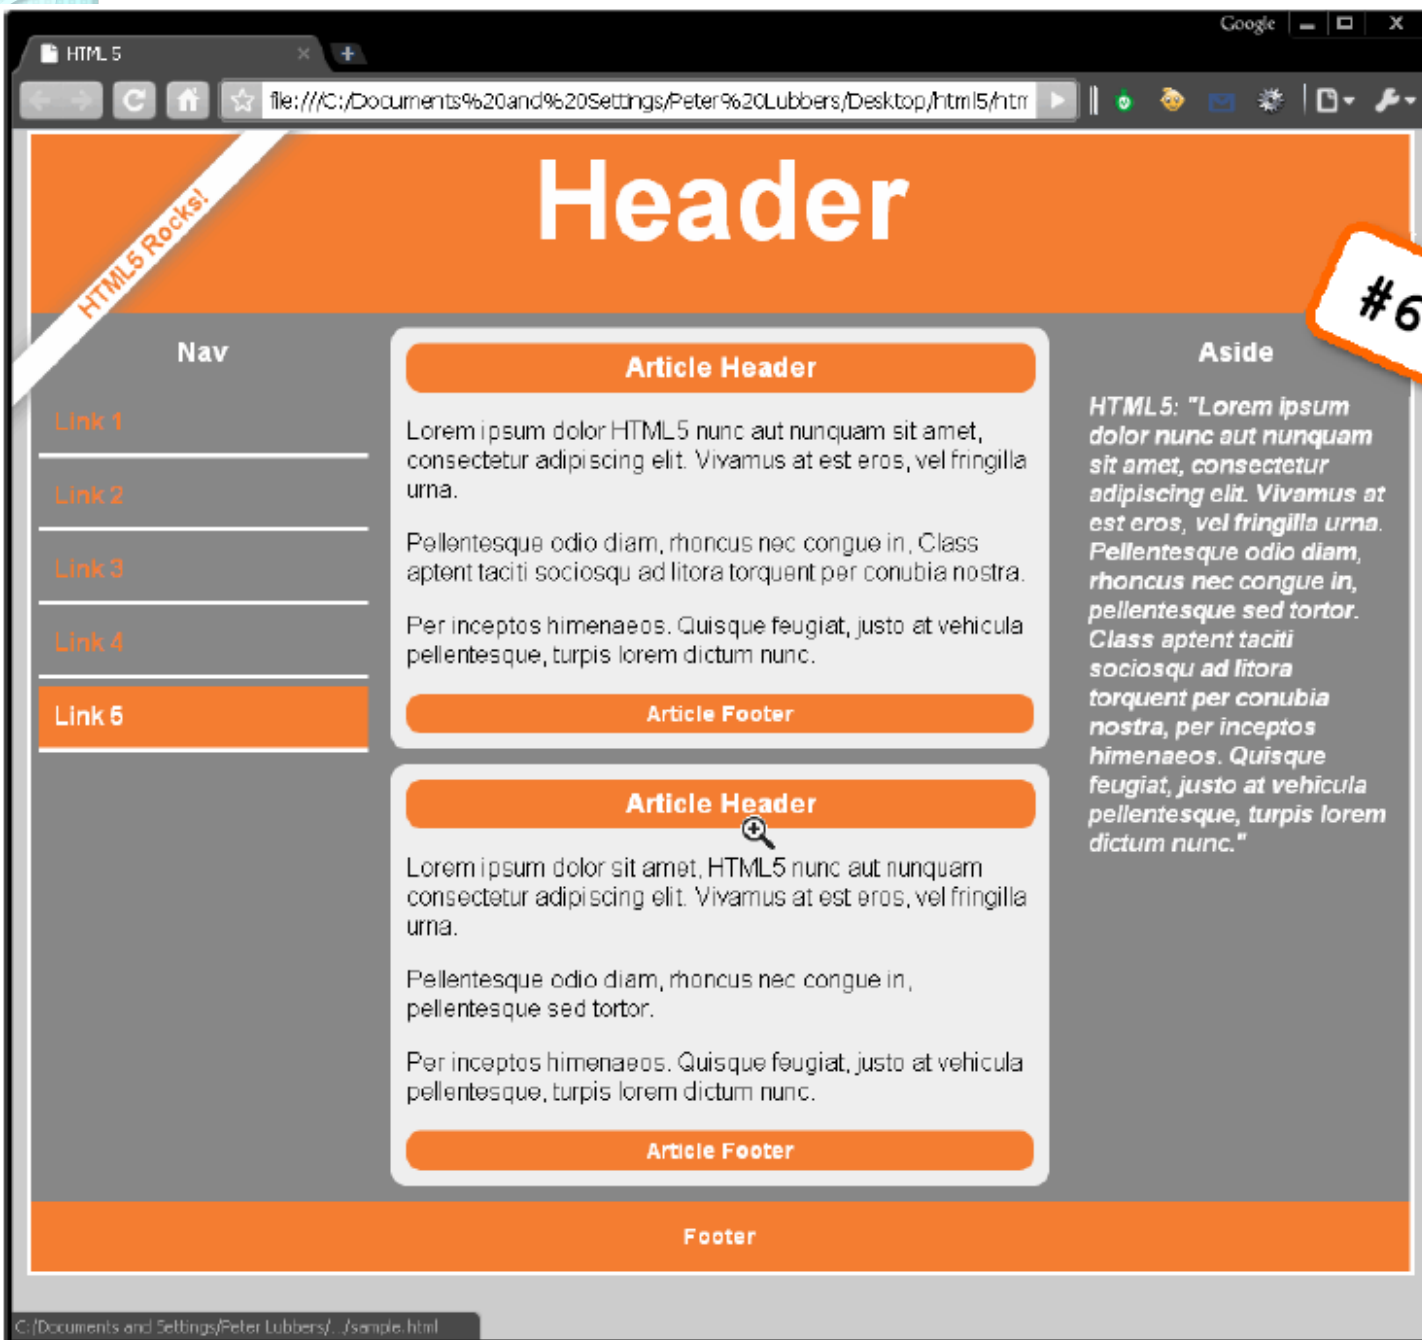 Google
HTML 5
file:///C:/Documents%20and%20Settings/Peter%20Lubbers/Desktop/html5/htm
Header
HTML5 Rocks!
#6
Nav
Link 1
Link 2
Link 3
Link 4
Link 5
Article Header
Lorem ipsum dolor HTML5 nunc aut nunquam sit amet,
consectetur adipiscing elit. Vivamus at est eros, vel fringilla
urna.
Pellentesque odio diam, rhoncus nec congue in, Class
aptent taciti sociosqu ad litora torquent per conubia nostra.
Per inceptos himenaeos. Quisque feugiat, justo at vehicula
pellentesque, turpis lorem dictum nunc.
Article Footer
Article Header
Lorem ipsum dolor sit amet, HTML5 nunc aut nunquam
consectetur adipiscing elit. Vivamus at est eros, vel fringilla
urna.
Pellentesque odio diam, rhoncus nec congue in,
pellentesque sed tortor.
Per inceptos himenaeos. Quisque feugiat, justo at vehicula
pellentesque, turpis lorem dictum nunc.
Article Footer
Aside
HTML5: "Lorem ipsum
dolor nunc aut nunquam
sit amet, consectetur
adipiscing elit. Vivamus at
est eros, vel fringilla urna.
Pellentesque odio diam,
rhoncus nec congue in,
pellentesque sed tortor.
Class aptent taciti
sociosqu ad litora
torquent per conubia
nostra, per inceptos
himenaeos. Quisque
feugiat, justo at vehicula
pellentesque, turpis lorem
dictum nunc."
Footer
C:/Documents and Settings/Peter Lubbers/.../sample.html